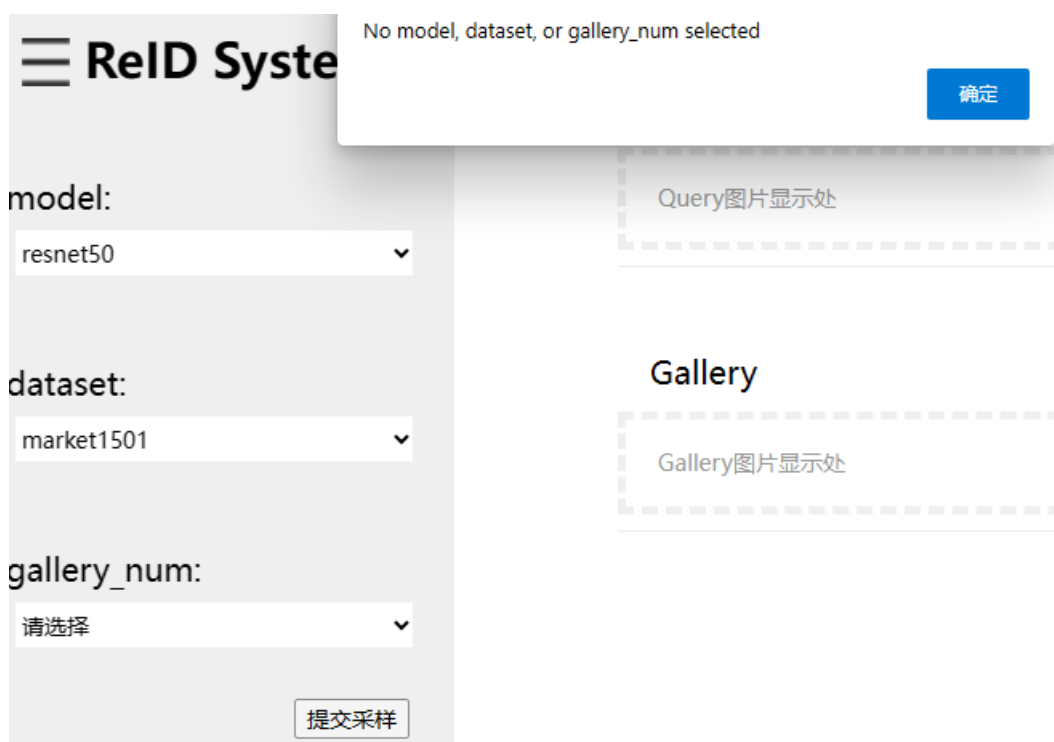 No model, dataset, or gallery_num selected
确定
ReID Syste
model:
resnet50
dataset:
market1501
gallery_num:
请选择
提交采样
Query图片显示处
Gallery
Gallery图片显示处